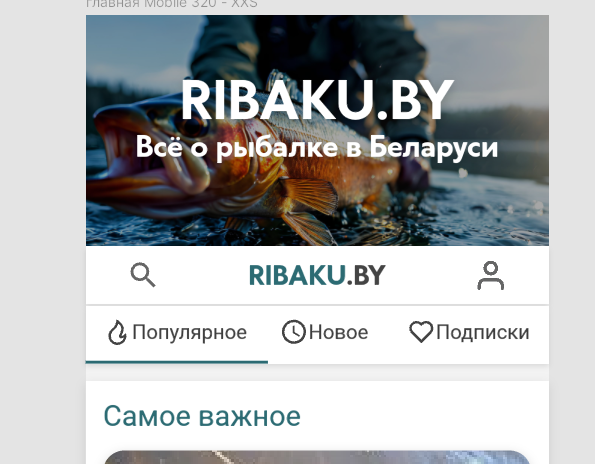 главная Mobile 320 - XXS
RIBAKU.BY
Всё о рыбалке в Беларуси
RIBAKU.BY
Популярное Новое Подписки
Самое важное